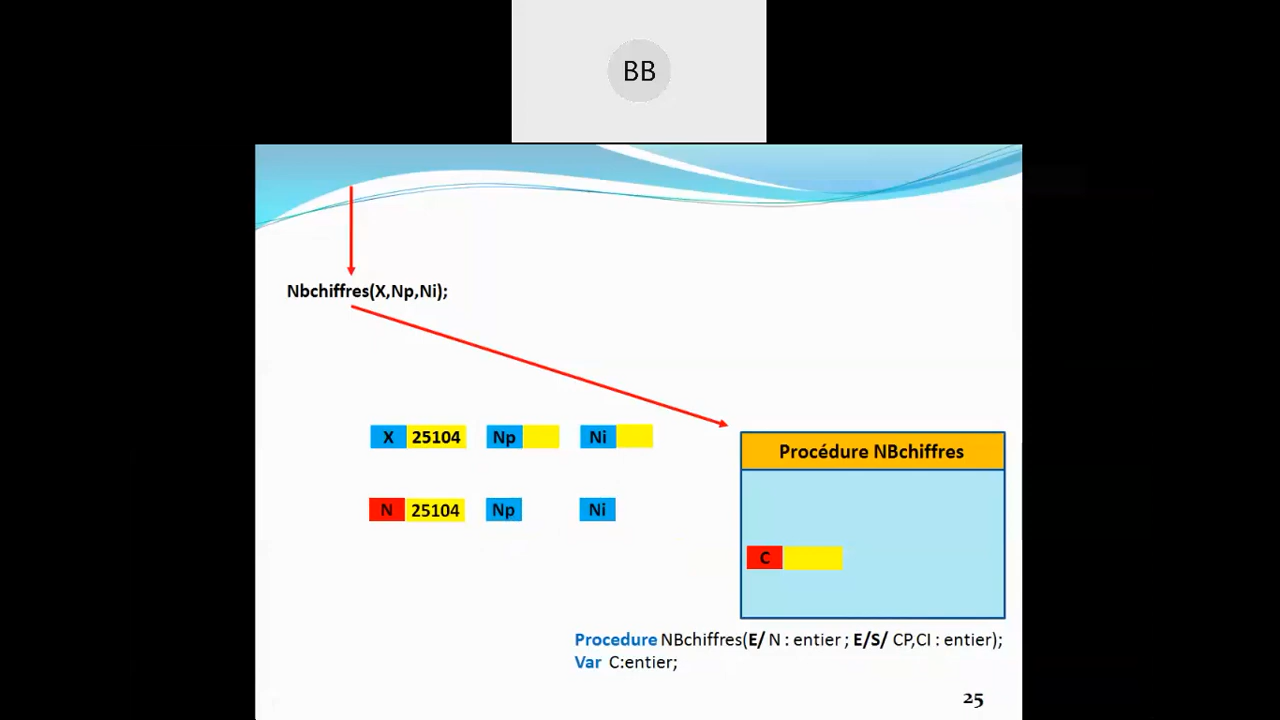 BB
Nbchiffres(X,Np,Ni);
X 25104 Np Ni
Procédure NBchiffres
N 25104 Np Ni
C
Procedure NBchiffres(E/ N : entier ; E/S/ CP,CI : entier);
Var C:entier;
25